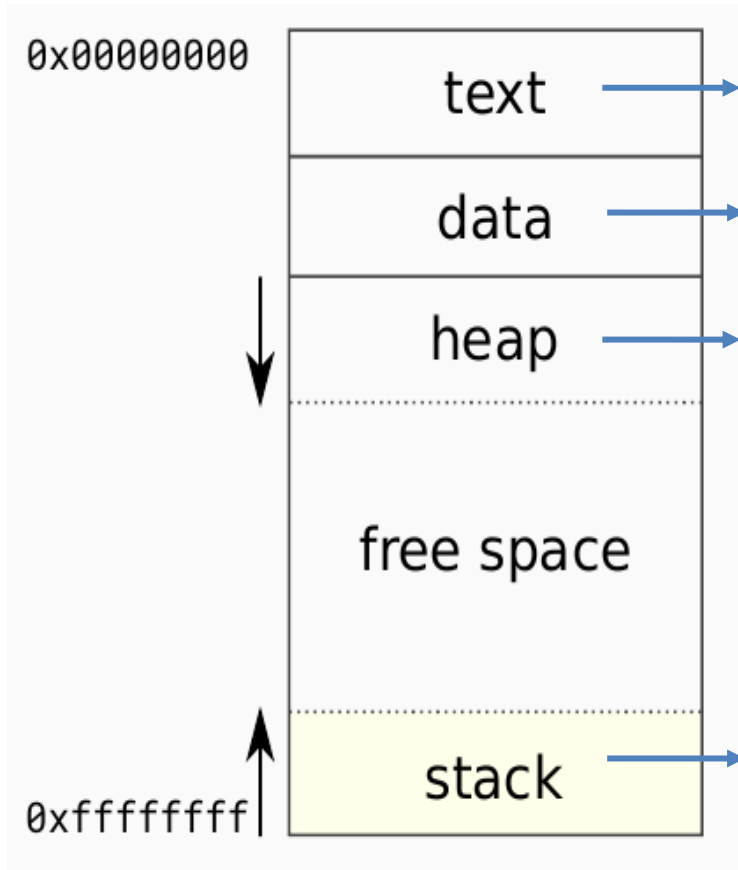 0x00000000
text
data
heap
free space
stack
0xffffffff